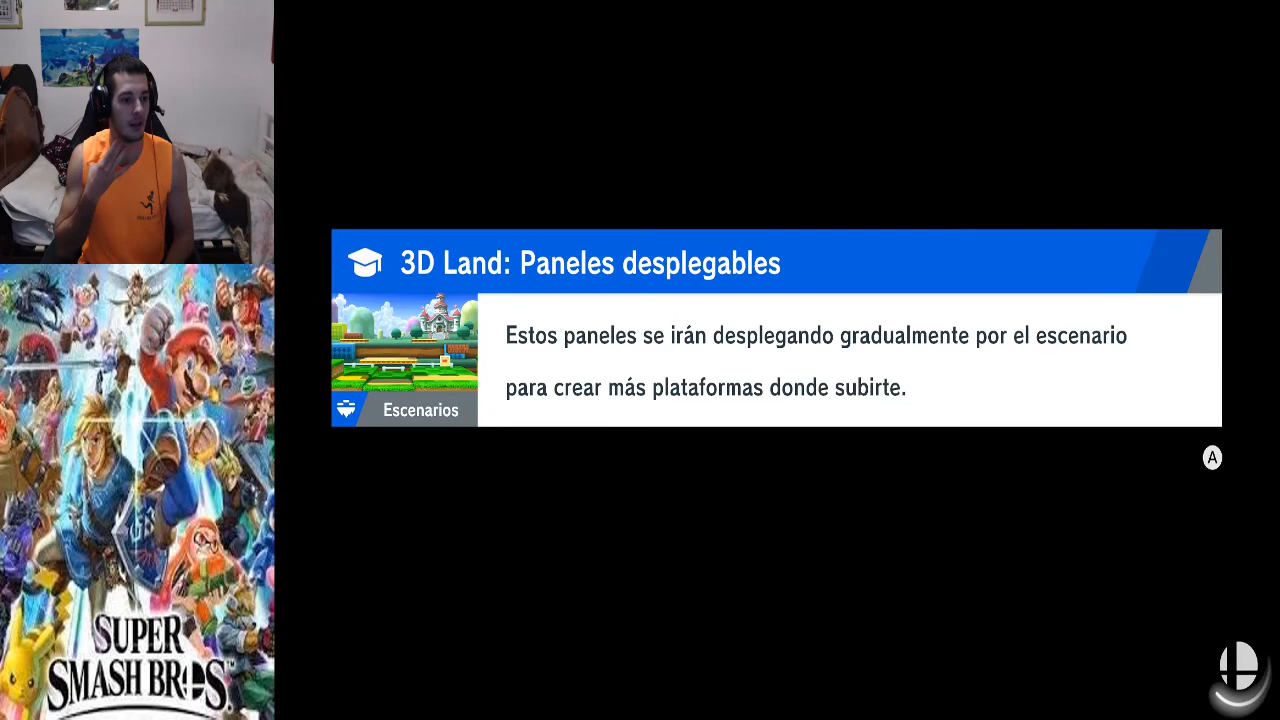 3D Land: Paneles desplegables
Estos paneles se irán desplegando gradualmente por el escenario
para crear más plataformas donde subirte.
Escenarios
A
SUPER
SMASH BROS.™